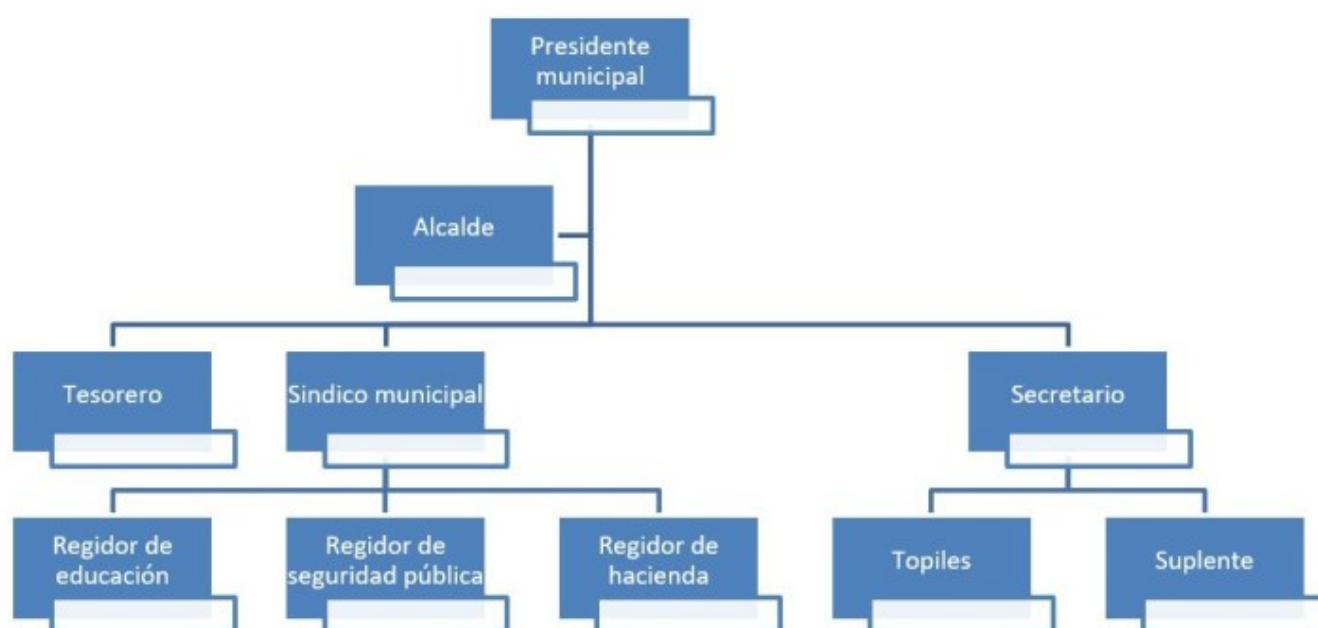 Presidente
municipal
Alcalde
Tesorero
Sindico municipal
Secretario
Regidor de
educación
Regidor de
seguridad pública
Regidor de
hacienda
Topiles
Suplente